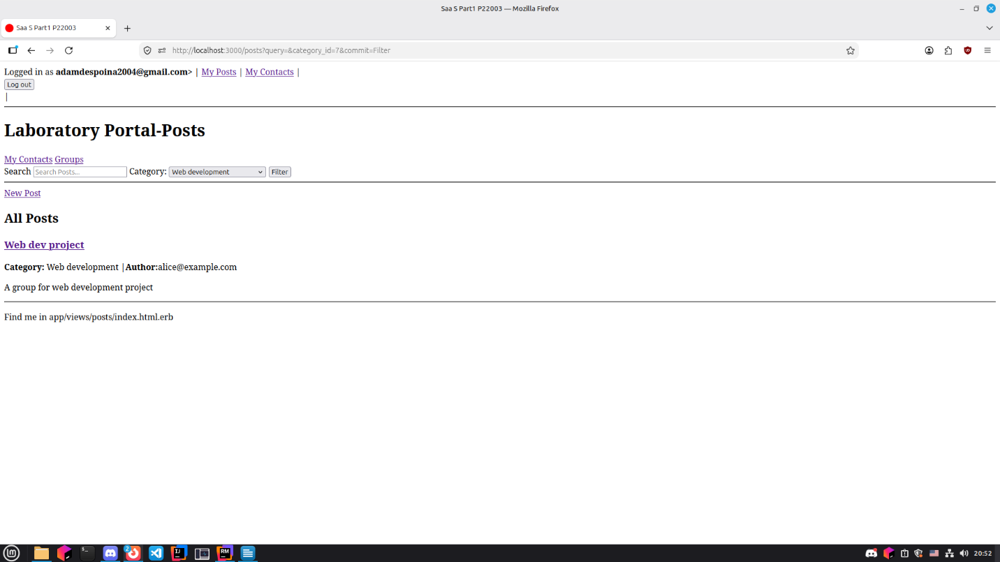 Saa S Part1 P22003 — Mozilla Firefox
Saa S Part1 P22003
http://localhost:3000/posts?query=&category_id=7&commit=Filter
Logged in as adamdespoina2004@gmail.com> | My Posts | My Contacts |
Log out
|
Laboratory Portal-Posts
My Contacts Groups
Search Search Posts... Category: Web development Filter
New Post
All Posts
Web dev project
Category: Web development |Author:alice@example.com
A group for web development project
Find me in app/views/posts/index.html.erb
2
IJ
RM
20:52